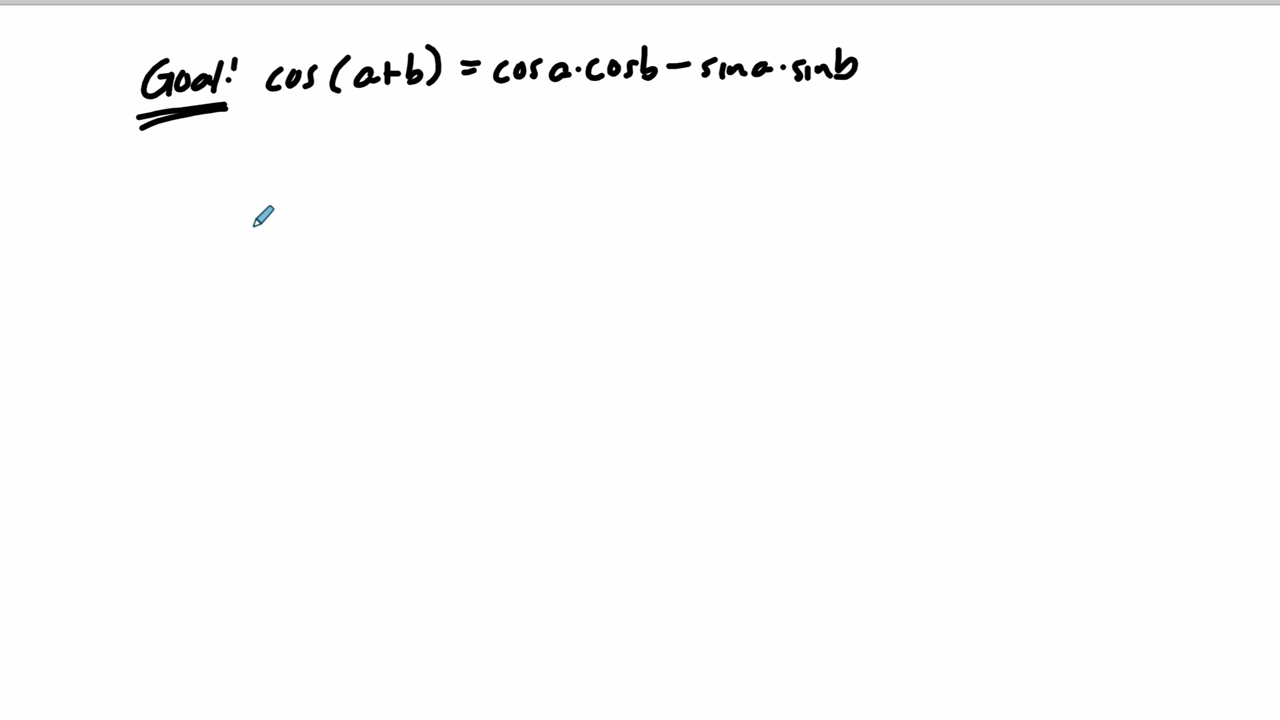 Goal: cos(a+b) = cos a·cos b − sin a·sin b